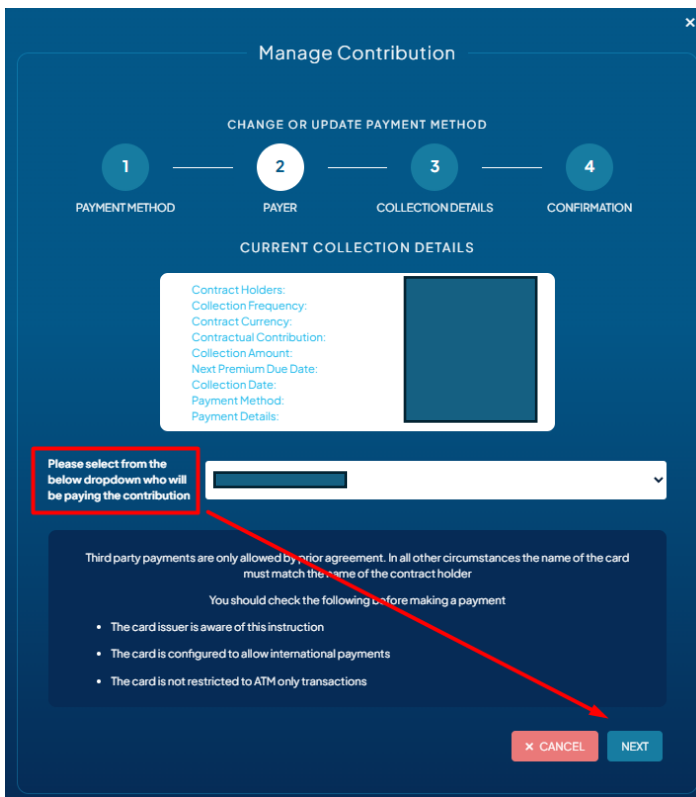 ×
Manage Contribution
CHANGE OR UPDATE PAYMENT METHOD
1
2
3
4
PAYMENT METHOD
PAYER
COLLECTION DETAILS
CONFIRMATION
CURRENT COLLECTION DETAILS
Contract Holders:
Collection Frequency:
Contract Currency:
Contractual Contribution:
Collection Amount:
Next Premium Due Date:
Collection Date:
Payment Method:
Payment Details:
Please select from the
below dropdown who will
be paying the contribution
Third party payments are only allowed by prior agreement. In all other circumstances the name of the card
must match the name of the contract holder
You should check the following before making a payment
• The card issuer is aware of this instruction
• The card is configured to allow international payments
• The card is not restricted to ATM only transactions
× CANCEL
NEXT